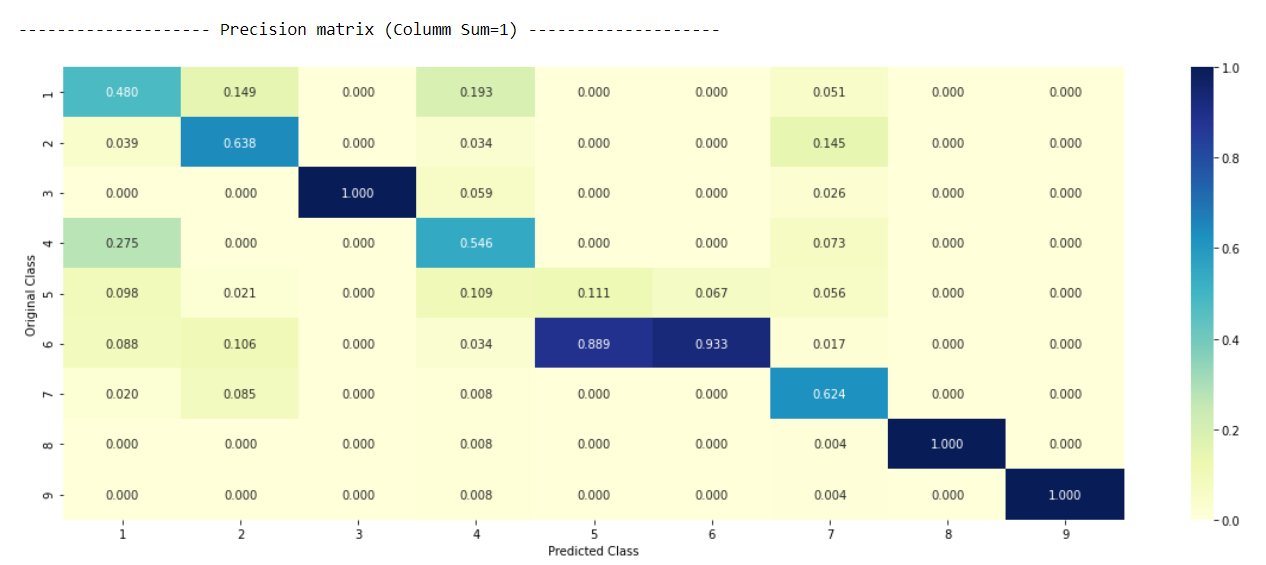 -------------------- Precision matrix (Columm Sum=1) --------------------
1 0.480 0.149 0.000 0.193 0.000 0.000 0.051 0.000 0.000
2 0.039 0.638 0.000 0.034 0.000 0.000 0.145 0.000 0.000
3 0.000 0.000 1.000 0.059 0.000 0.000 0.026 0.000 0.000
4 0.275 0.000 0.000 0.546 0.000 0.000 0.073 0.000 0.000
5 0.098 0.021 0.000 0.109 0.111 0.067 0.056 0.000 0.000
6 0.088 0.106 0.000 0.034 0.889 0.933 0.017 0.000 0.000
7 0.020 0.085 0.000 0.008 0.000 0.000 0.624 0.000 0.000
8 0.000 0.000 0.000 0.008 0.000 0.000 0.004 1.000 0.000
9 0.000 0.000 0.000 0.008 0.000 0.000 0.004 0.000 1.000
Original Class
1 2 3 4 5 6 7 8 9
Predicted Class
1.0
0.8
0.6
0.4
0.2
0.0